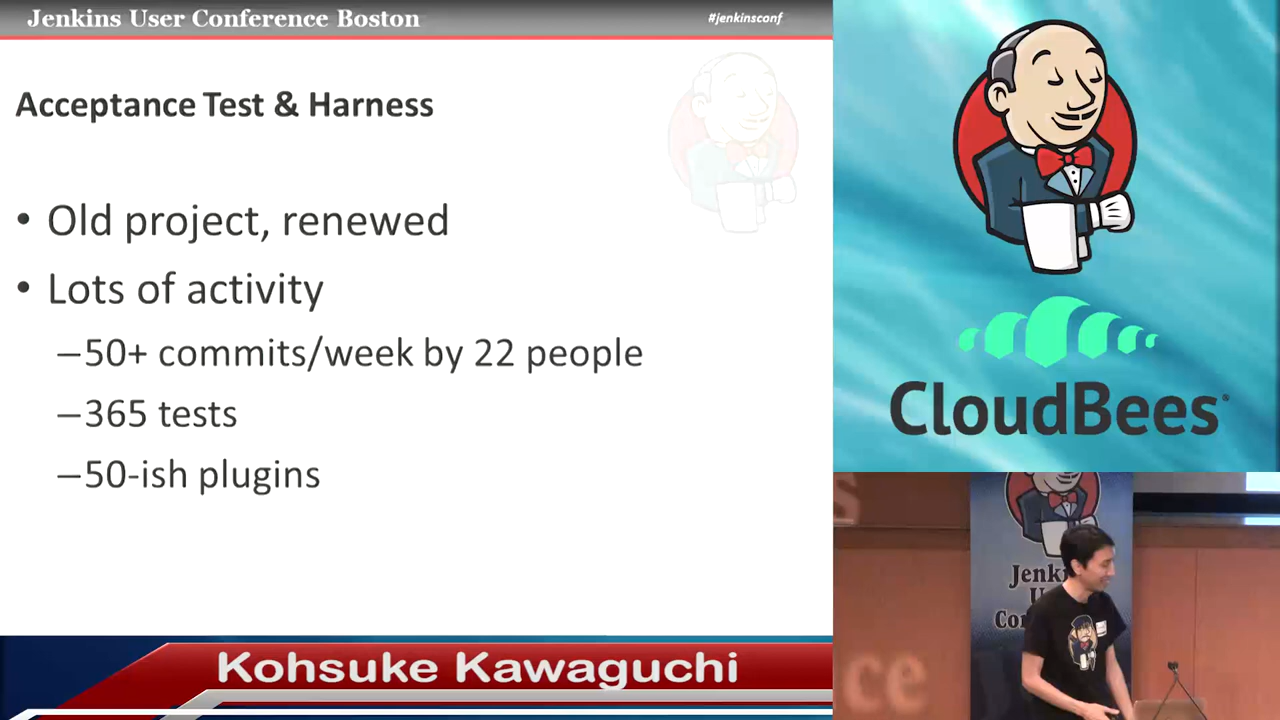 Jenkins User Conference Boston
#jenkinsconf
Acceptance Test & Harness
• Old project, renewed
• Lots of activity
–50+ commits/week by 22 people
–365 tests
–50-ish plugins
Kohsuke Kawaguchi
CloudBees®
ce